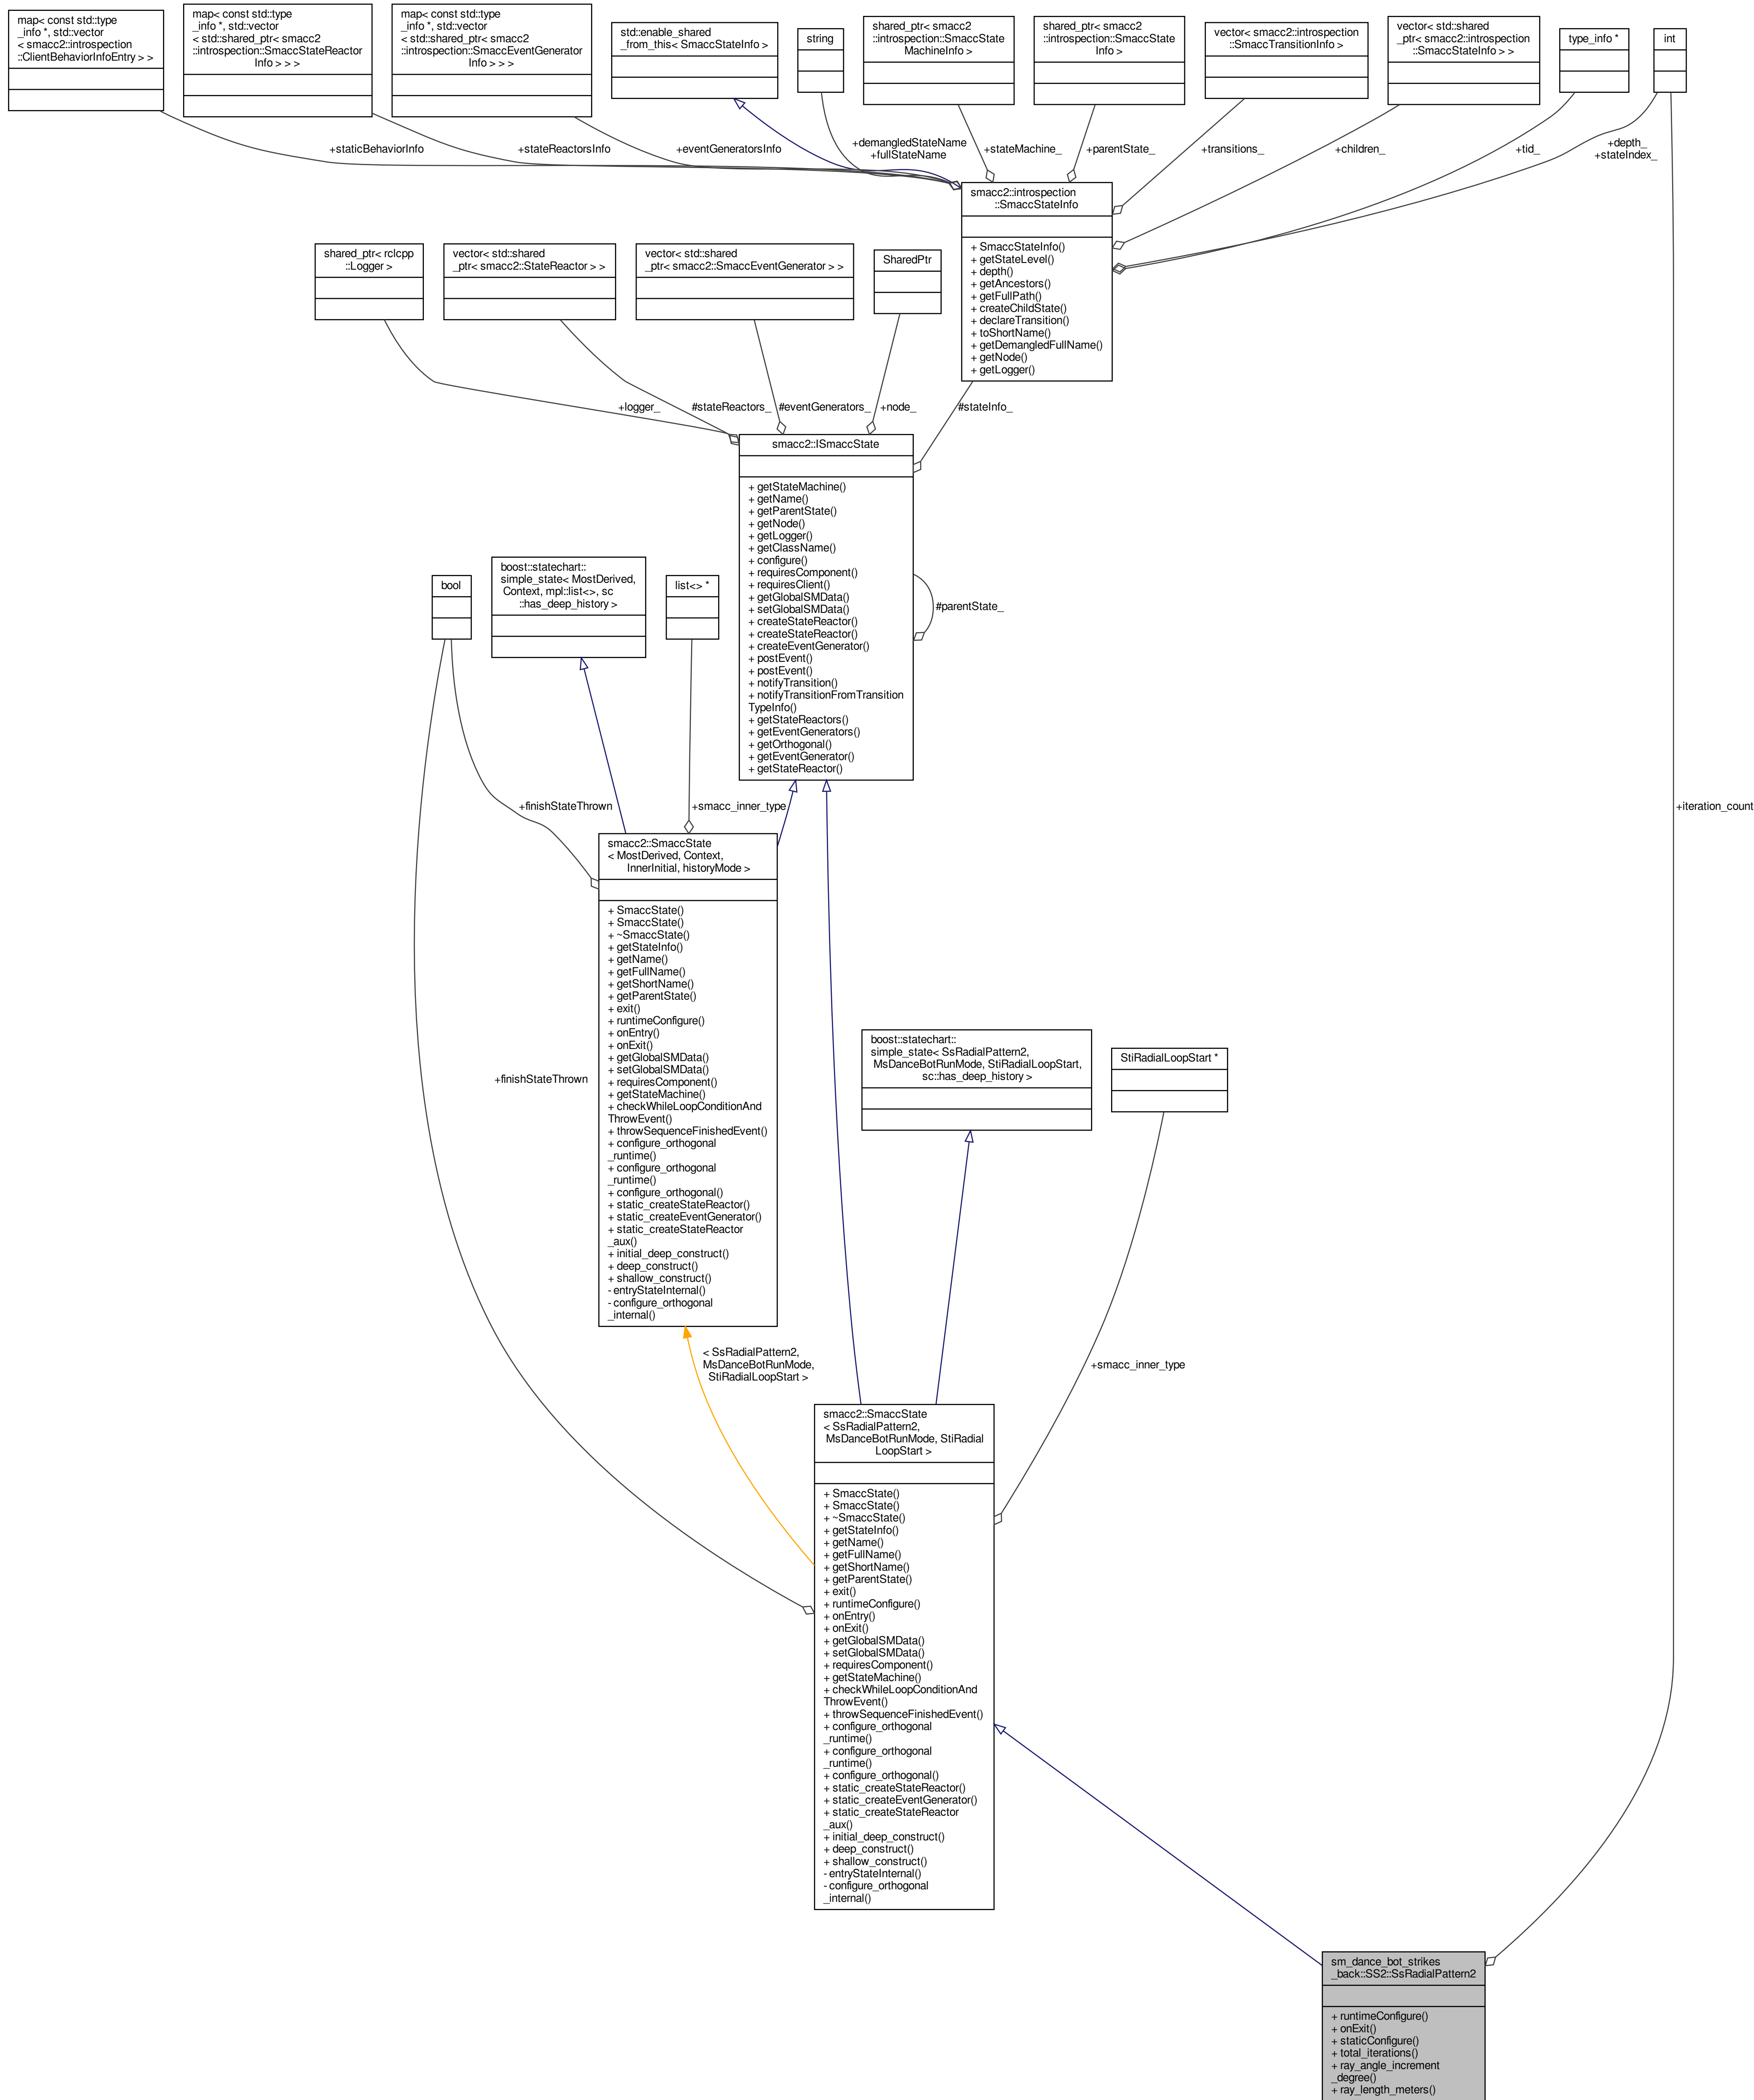 map< const std::type
_info *, std::vector
< smacc2::introspection
::ClientBehaviorInfoEntry > >
map< const std::type
_info *, std::vector
< std::shared_ptr< smacc2
::introspection::SmaccStateReactor
Info > > >
map< const std::type
_info *, std::vector
< std::shared_ptr< smacc2
::introspection::SmaccEventGenerator
Info > > >
std::enable_shared
_from_this< SmaccStateInfo >
string
shared_ptr< smacc2
::introspection::SmaccState
MachineInfo >
shared_ptr< smacc2
::introspection::SmaccState
Info >
vector< smacc2::introspection
::SmaccTransitionInfo >
vector< std::shared
_ptr< smacc2::introspection
::SmaccStateInfo > >
type_info *
int
+staticBehaviorInfo
+stateReactorsInfo
+eventGeneratorsInfo
+demangledStateName
+fullStateName
+stateMachine_
+parentState_
+transitions_
+children_
+tid_
+depth_
+stateIndex_
smacc2::introspection
::SmaccStateInfo
+ SmaccStateInfo()
+ getStateLevel()
+ depth()
+ getAncestors()
+ getFullPath()
+ createChildState()
+ declareTransition()
+ toShortName()
+ getDemangledFullName()
+ getNode()
+ getLogger()
shared_ptr< rclcpp
::Logger >
vector< std::shared
_ptr< smacc2::StateReactor > >
vector< std::shared
_ptr< smacc2::SmaccEventGenerator > >
SharedPtr
+logger_
#stateReactors_
#eventGenerators_
+node_
#stateInfo_
smacc2::ISmaccState
+ getStateMachine()
+ getName()
+ getParentState()
+ getNode()
+ getLogger()
+ getClassName()
+ configure()
+ requiresComponent()
+ requiresClient()
+ getGlobalSMData()
+ setGlobalSMData()
+ createStateReactor()
+ createStateReactor()
+ createEventGenerator()
+ postEvent()
+ postEvent()
+ notifyTransition()
+ notifyTransitionFromTransition
TypeInfo()
+ getStateReactors()
+ getEventGenerators()
+ getOrthogonal()
+ getEventGenerator()
+ getStateReactor()
#parentState_
bool
boost::statechart::
simple_state< MostDerived,
Context, mpl::list<>, sc
::has_deep_history >
list<> *
+finishStateThrown
+smacc_inner_type
+iteration_count
smacc2::SmaccState
< MostDerived, Context,
InnerInitial, historyMode >
+ SmaccState()
+ SmaccState()
+ ~SmaccState()
+ getStateInfo()
+ getName()
+ getFullName()
+ getShortName()
+ getParentState()
+ exit()
+ runtimeConfigure()
+ onEntry()
+ onExit()
+ getGlobalSMData()
+ setGlobalSMData()
+ requiresComponent()
+ getStateMachine()
+ checkWhileLoopConditionAnd
ThrowEvent()
+ throwSequenceFinishedEvent()
+ configure_orthogonal
_runtime()
+ configure_orthogonal
_runtime()
+ configure_orthogonal()
+ static_createStateReactor()
+ static_createEventGenerator()
+ static_createStateReactor
_aux()
+ initial_deep_construct()
+ deep_construct()
+ shallow_construct()
- entryStateInternal()
- configure_orthogonal
_internal()
+finishStateThrown
boost::statechart::
simple_state< SsRadialPattern2,
MsDanceBotRunMode, StiRadialLoopStart,
sc::has_deep_history >
StiRadialLoopStart *
< SsRadialPattern2,
MsDanceBotRunMode,
StiRadialLoopStart >
+smacc_inner_type
smacc2::SmaccState
< SsRadialPattern2,
MsDanceBotRunMode, StiRadial
LoopStart >
+ SmaccState()
+ SmaccState()
+ ~SmaccState()
+ getStateInfo()
+ getName()
+ getFullName()
+ getShortName()
+ getParentState()
+ exit()
+ runtimeConfigure()
+ onEntry()
+ onExit()
+ getGlobalSMData()
+ setGlobalSMData()
+ requiresComponent()
+ getStateMachine()
+ checkWhileLoopConditionAnd
ThrowEvent()
+ throwSequenceFinishedEvent()
+ configure_orthogonal
_runtime()
+ configure_orthogonal
_runtime()
+ configure_orthogonal()
+ static_createStateReactor()
+ static_createEventGenerator()
+ static_createStateReactor
_aux()
+ initial_deep_construct()
+ deep_construct()
+ shallow_construct()
- entryStateInternal()
- configure_orthogonal
_internal()
sm_dance_bot_strikes
_back::SS2::SsRadialPattern2
+ runtimeConfigure()
+ onExit()
+ staticConfigure()
+ total_iterations()
+ ray_angle_increment
_degree()
+ ray_length_meters()